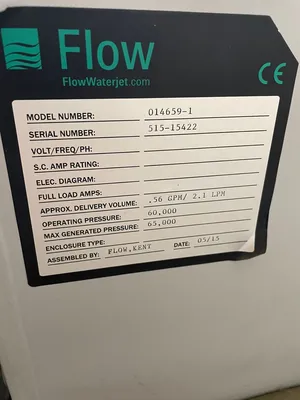 Flow
FlowWaterjet.com
CE
MODEL NUMBER: 014659-1
SERIAL NUMBER: 515-15422
VOLT/FREQ/PH:
S.C. AMP RATING:
ELEC. DIAGRAM:
FULL LOAD AMPS:
APPROX. DELIVERY VOLUME: .56 GPM/ 2.1 LPM
OPERATING PRESSURE: 60,000
MAX GENERATED PRESSURE: 65,000
ENCLOSURE TYPE:
ASSEMBLED BY: FLOW,KENT DATE: 05/15